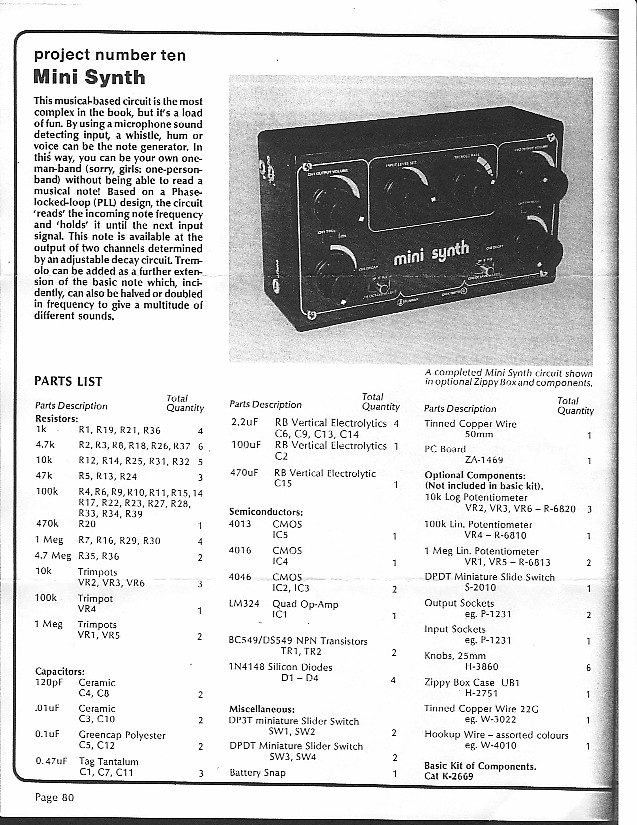 project number ten
Mini Synth
This musical-based circuit is the most
complex in the book, but it's a load
of fun. By using a microphone sound
detecting input, a whistle, hum or
voice can be the note generator. In
this way, you can be your own one-
man-band (sorry, girls: one-person-
band) without being able to read a
musical note! Based on a Phase-
locked-loop (PLL) design, the circuit
'reads' the incoming note frequency
and 'holds' it until the next input
signal. This note is available at the
output of two channels determined
by an adjustable decay circuit. Trem-
olo can be added as a further exten-
sion of the basic note which, inci-
dently, can also be halved or doubled
in frequency to give a multitude of
different sounds.
mini synth
A completed Mini Synth circuit shown
in optional Zippy Box and components.
PARTS LIST
Parts Description Total Quantity
Resistors:
1k R1, R19, R21, R36 4
4.7k R2, R3, R8, R18, R26, R37 6
10k R12, R14, R25, R31, R32 5
47k R5, R13, R24 3
100k R4, R6, R9, R10, R11, R15, 14
R17, R22, R23, R27, R28,
R33, R34, R39
470k R20 1
1 Meg R7, R16, R29, R30 4
4.7 Meg R35, R36 2
10k Trimpots
VR2, VR3, VR6 3
100k Trimpot
VR4 1
1 Meg Trimpots
VR1, VR5 2
Capacitors:
120pF Ceramic
C4, C8 2
.01uF Ceramic
C3, C10 2
0.1uF Greencap Polyester
C5, C12 2
0.47uF Tag Tantalum
C1, C7, C11 3
Parts Description Total Quantity
2.2uF RB Vertical Electrolytics 4
C6, C9, C13, C14
100uF RB Vertical Electrolytics 1
C2
470uF RB Vertical Electrolytic
C15 1
Semiconductors:
4013 CMOS
IC5 1
4016 CMOS
IC4 1
4046 CMOS
IC2, IC3 2
LM324 Quad Op-Amp
IC1 1
BC549/DS549 NPN Transistors
TR1, TR2 2
1N4148 Silicon Diodes
D1 - D4 4
Miscellaneous:
DP3T miniature Slider Switch
SW1, SW2 2
DPDT Miniature Slide Switch
SW3, SW4 2
Battery Snap 1
Parts Description Total Quantity
Tinned Copper Wire
50mm 1
PC Board
ZA-1469 1
Optional Components:
(Not included in basic kit).
10k Log Potentiometer
VR2, VR3, VR6 - R-6820 3
100k Lin. Potentiometer
VR4 - R-6810 1
1 Meg Lin. Potentiometer
VR1, VR5 - R-6813 2
DPDT Miniature Slide Switch
S-2010 1
Output Sockets
eg. P-1231 2
Input Sockets
eg. P-1231 1
Knobs, 25mm
H-3860 6
Zippy Box Case UB1
H-2751 1
Tinned Copper Wire 22G
eg. W-3022 1
Hookup Wire - assorted colours
eg. W-4010 1
Basic Kit of Components.
Cat K-2669
Page 80